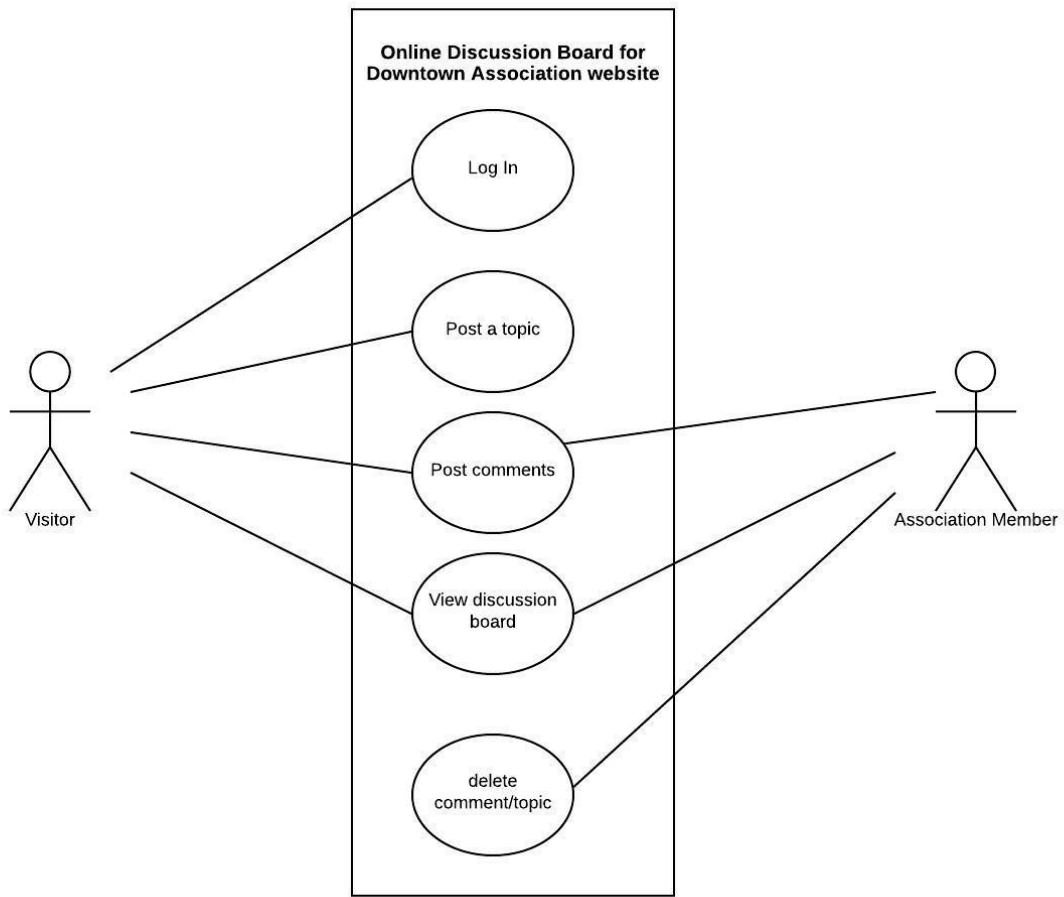 Online Discussion Board for
Downtown Association website
Log In
Post a topic
Post comments
Visitor
Association Member
View discussion
board
delete
comment/topic